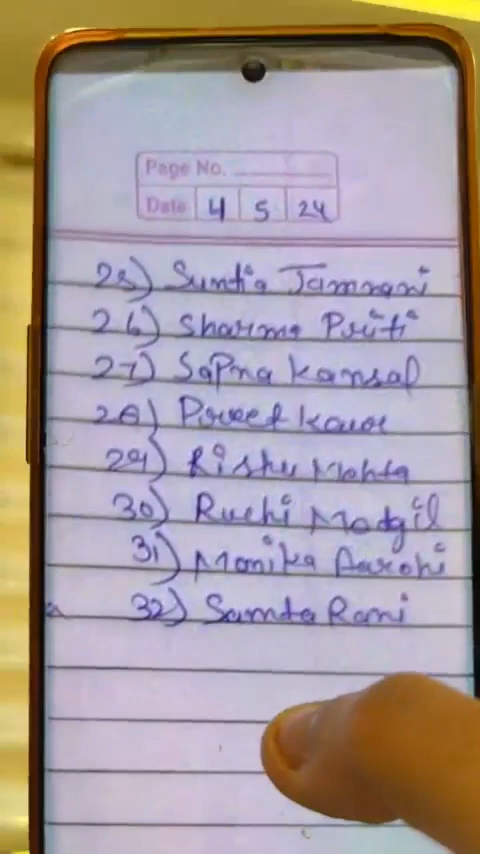 Page No.
Date 4 5 24
25) Sunita Jamnani
26) Sharma Priti
27) Sapna Kansal
28) Preet Kaur
29) Rishu Mehta
30) Ruchi Madgil
31) Monika Aarohi
32) Samta Rani